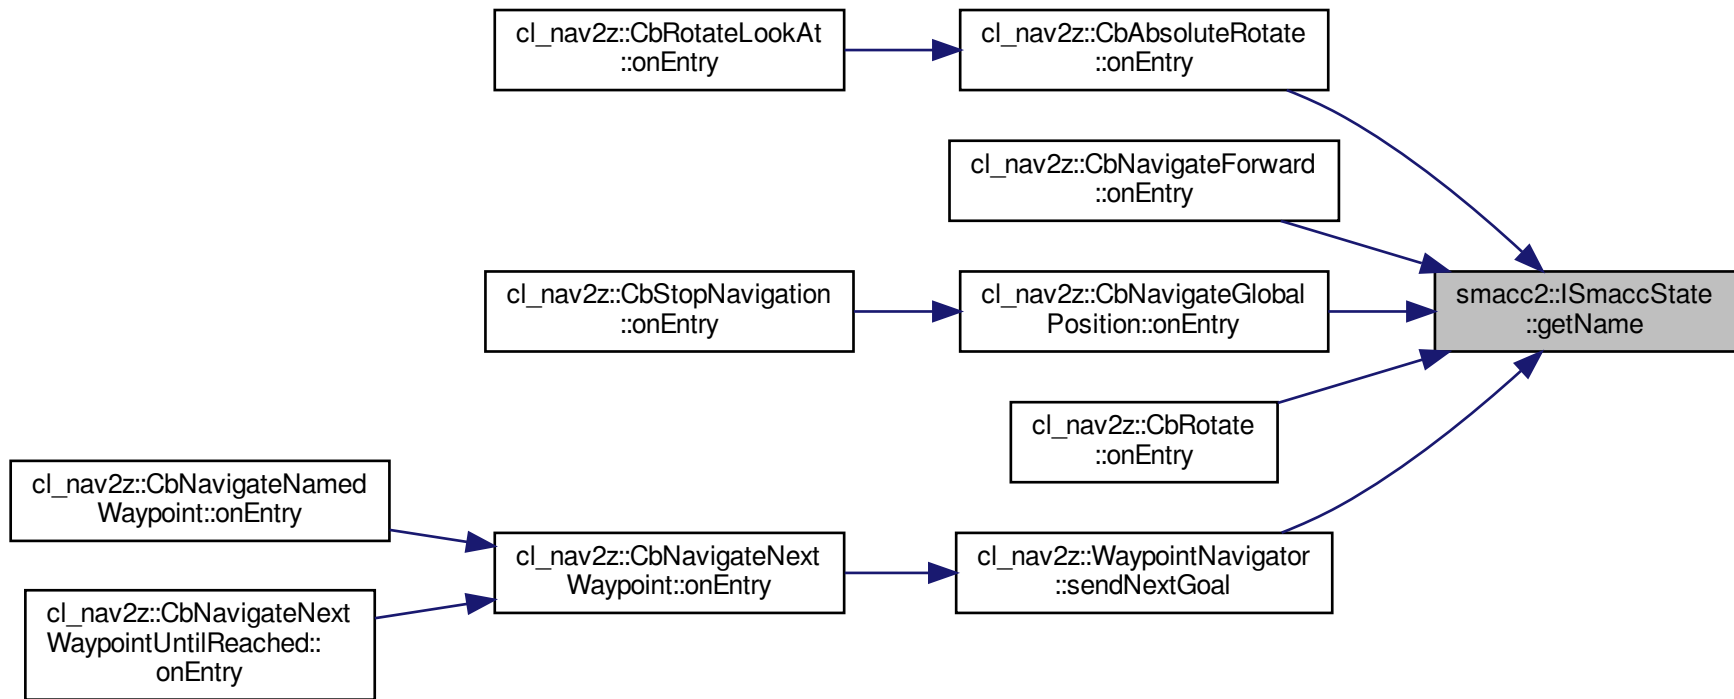 cl_nav2z::CbRotateLookAt
::onEntry
cl_nav2z::CbAbsoluteRotate
::onEntry
cl_nav2z::CbNavigateForward
::onEntry
cl_nav2z::CbStopNavigation
::onEntry
cl_nav2z::CbNavigateGlobal
Position::onEntry
smacc2::ISmaccState
::getName
cl_nav2z::CbRotate
::onEntry
cl_nav2z::CbNavigateNamed
Waypoint::onEntry
cl_nav2z::CbNavigateNext
Waypoint::onEntry
cl_nav2z::WaypointNavigator
::sendNextGoal
cl_nav2z::CbNavigateNext
WaypointUntilReached::
onEntry